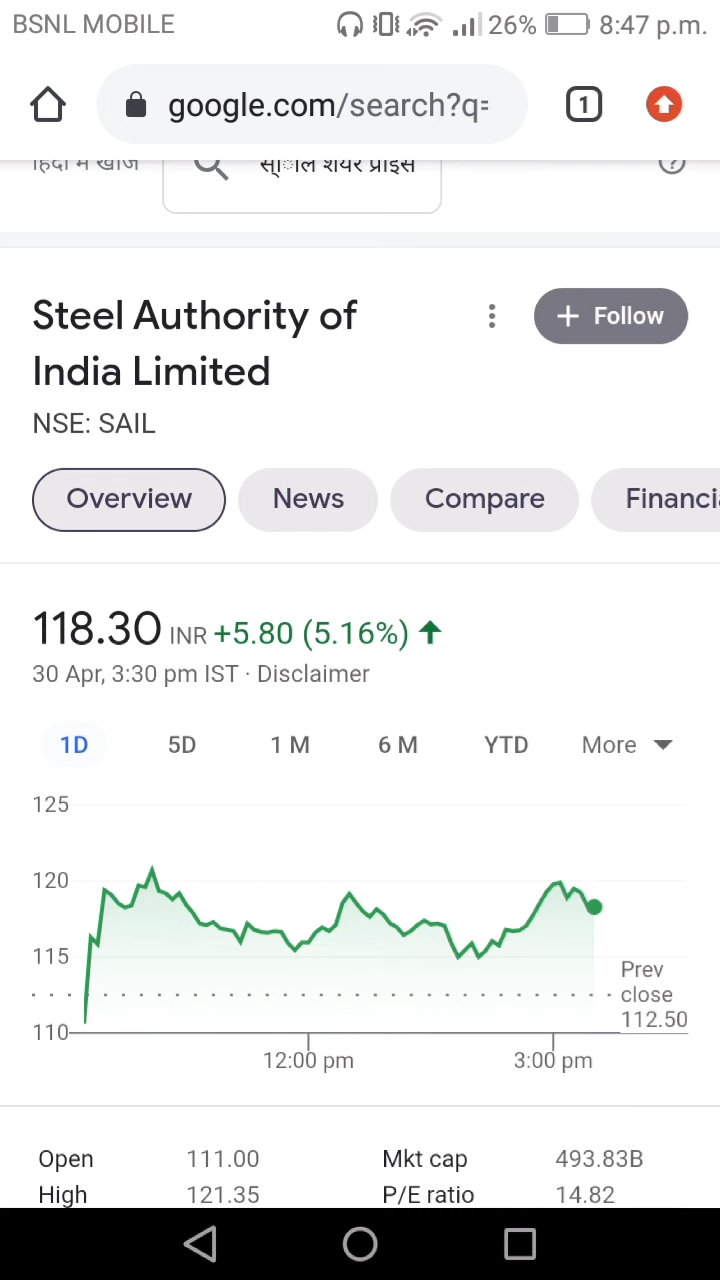 BSNL MOBILE 26% 8:47 p.m.
google.com/search?q=
1
हिंदी में खोजें स्टील शेयर प्राइस
Steel Authority of
India Limited
+ Follow
NSE: SAIL
Overview News Compare Financi
118.30 INR +5.80 (5.16%)
30 Apr, 3:30 pm IST · Disclaimer
1D 5D 1 M 6 M YTD More
125
120
115
110
Prev
close
112.50
12:00 pm 3:00 pm
Open 111.00 Mkt cap 493.83B
High 121.35 P/E ratio 14.82